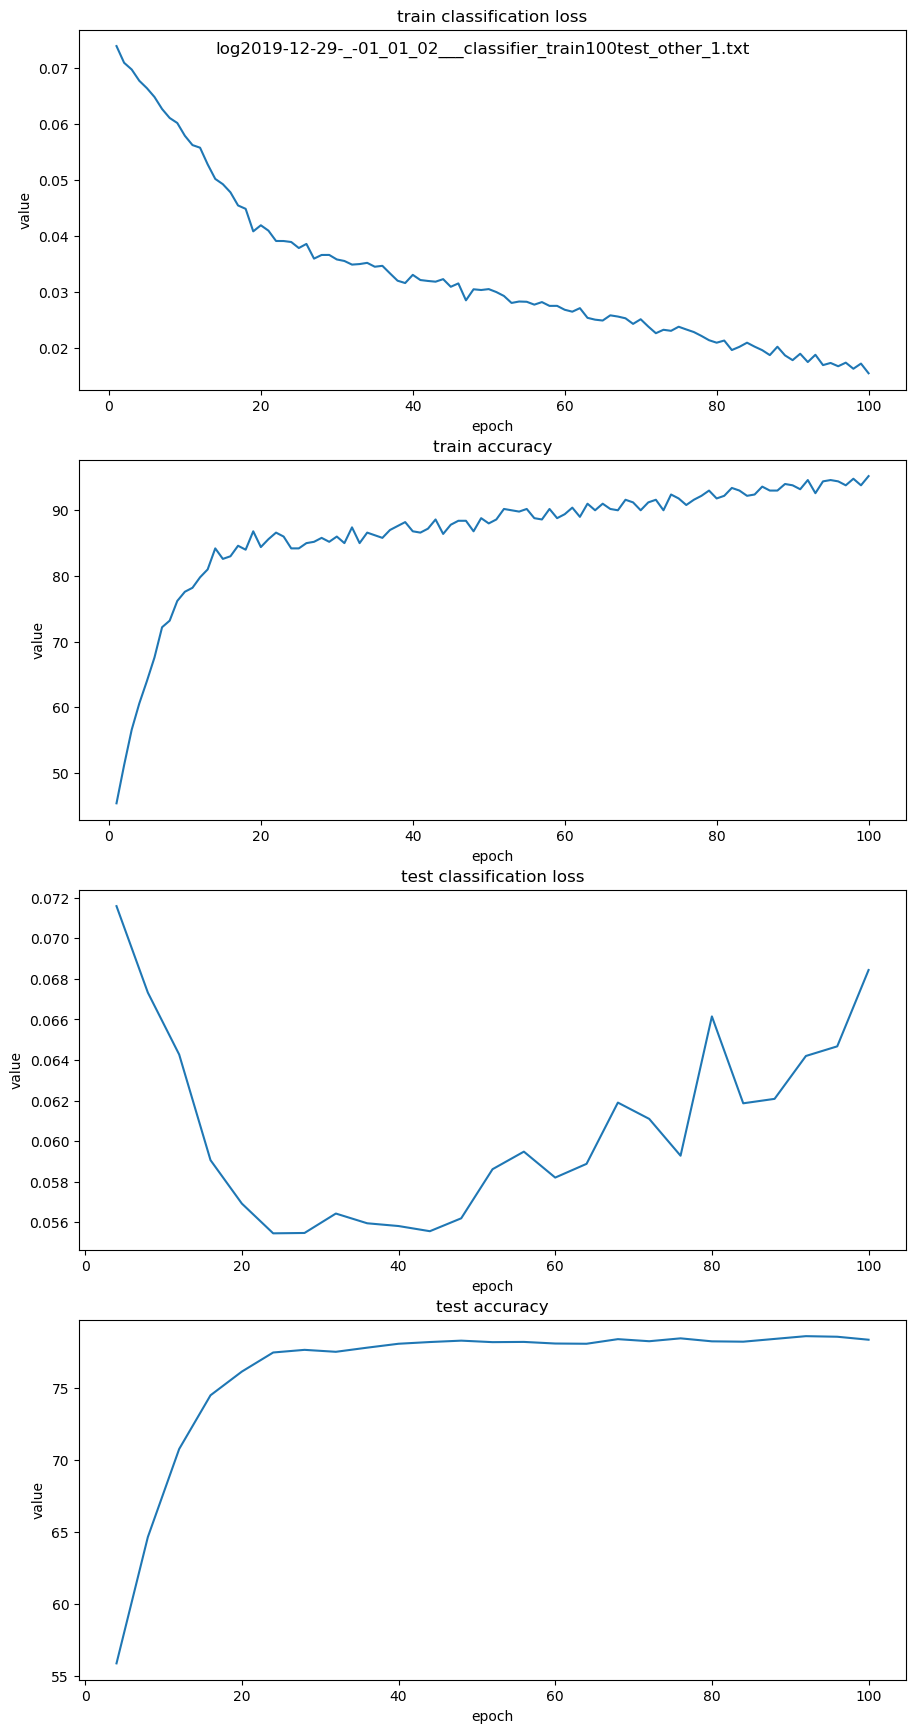 train classification loss
log2019-12-29-_-01_01_02___classifier_train100test_other_1.txt
0.07
0.06
0.05
0.04
0.03
0.02
value
0 20 40 60 80 100
epoch
train accuracy
90
80
70
60
50
value
0 20 40 60 80 100
epoch
test classification loss
0.072
0.070
0.068
0.066
0.064
0.062
0.060
0.058
0.056
value
0 20 40 60 80 100
epoch
test accuracy
75
70
65
60
55
value
0 20 40 60 80 100
epoch